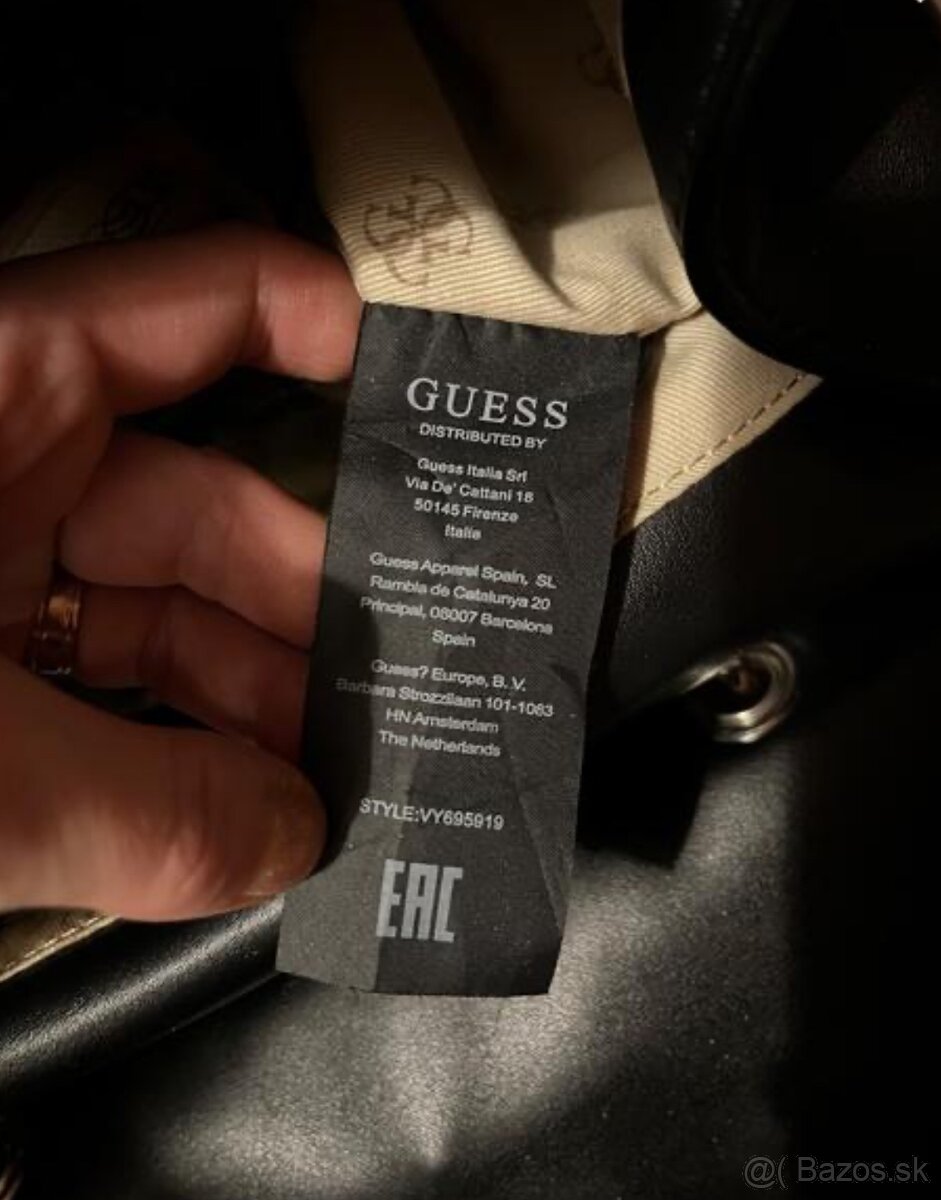 GUESS
DISTRIBUTED BY
Guess Italia Srl
Via De' Cattani 18
50145 Firenze
Italia
Guess Apparel Spain, SL
Rambla de Catalunya 20
Principal, 08007 Barcelona
Spain
Guess? Europe, B.V.
Barbara Strozzilaan 101-1083
HN Amsterdam
The Netherlands
STYLE:VY695919
EAC
@( Bazos.sk